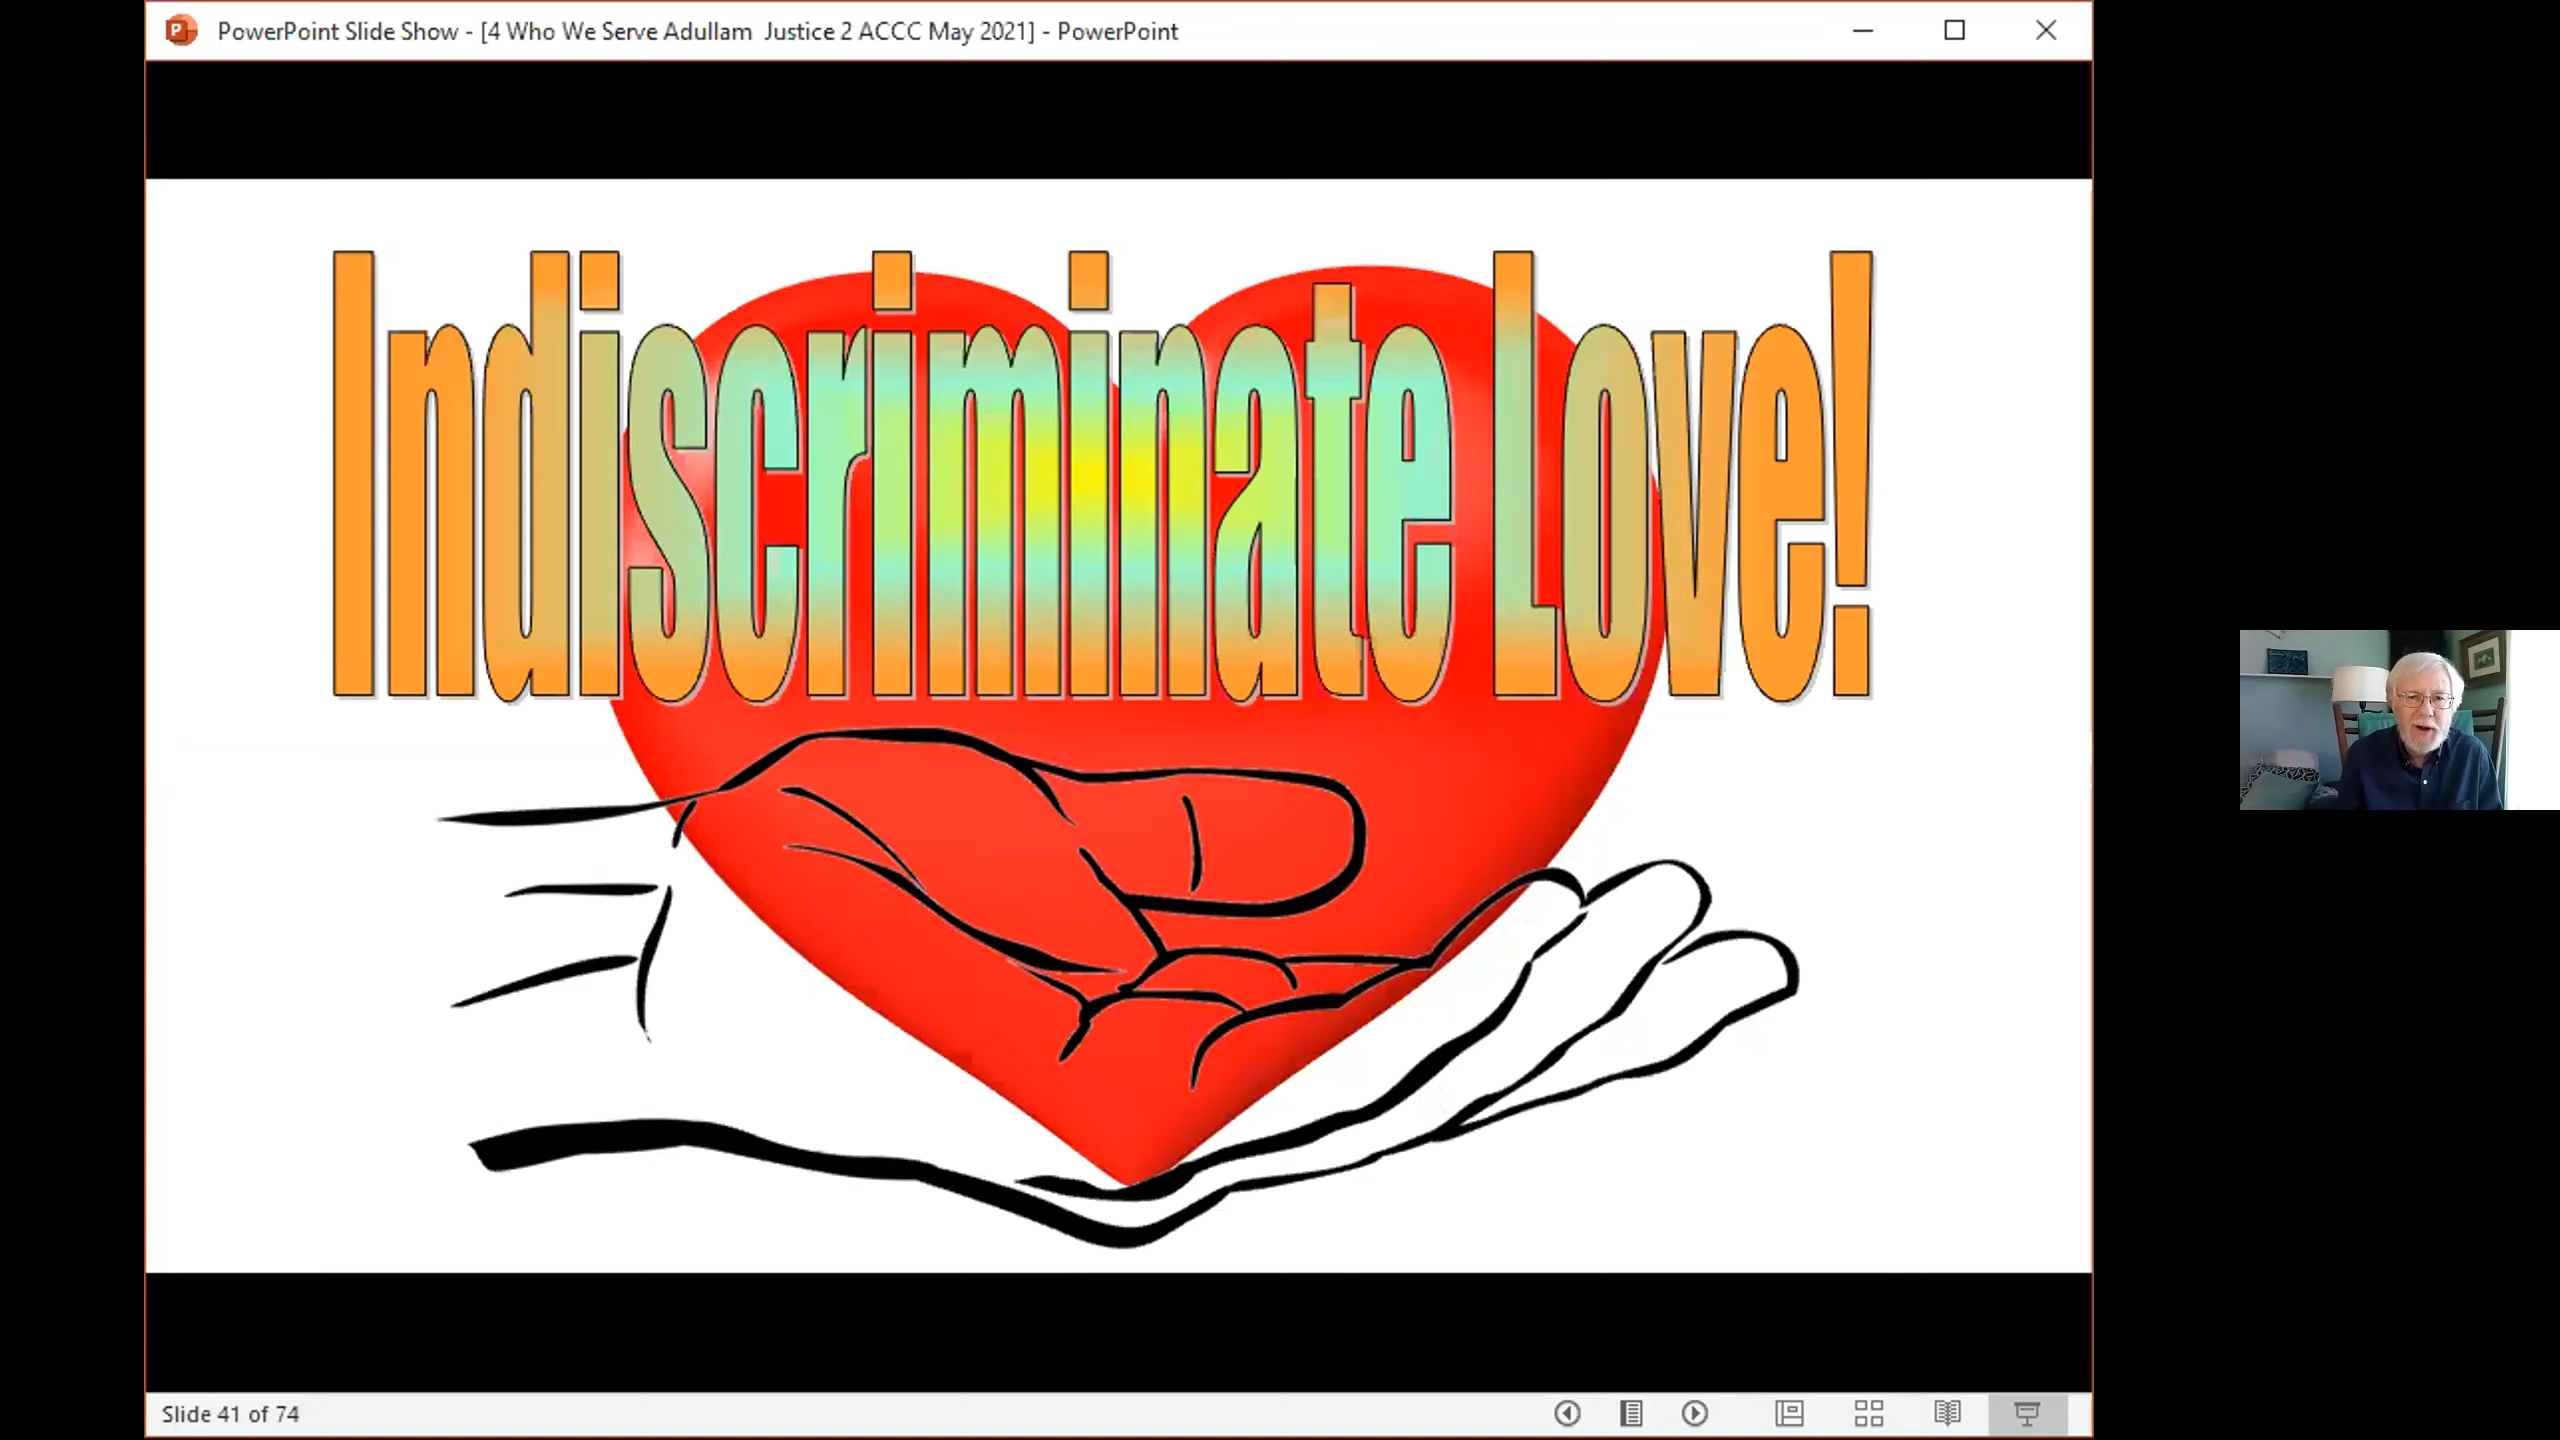 PowerPoint Slide Show - [4 Who We Serve Adullam  Justice 2 ACCC May 2021] - PowerPoint
Indiscriminate Love!
Slide 41 of 74